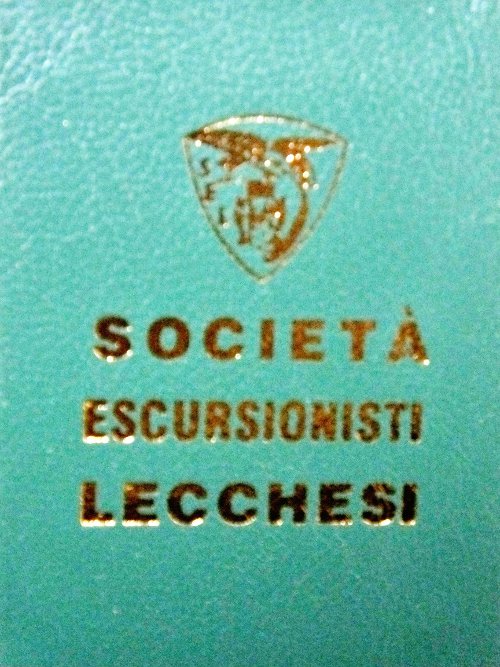 S
E
L
SOCIETÀ
ESCURSIONISTI
LECCHESI